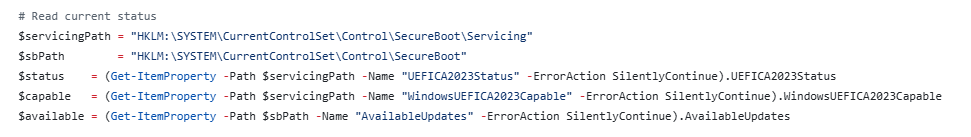 # Read current status
$servicingPath = "HKLM:\SYSTEM\CurrentControlSet\Control\SecureBoot\Servicing"
$sbPath        = "HKLM:\SYSTEM\CurrentControlSet\Control\SecureBoot"
$status    = (Get-ItemProperty -Path $servicingPath -Name "UEFICA2023Status" -ErrorAction SilentlyContinue).UEFICA2023Status
$capable   = (Get-ItemProperty -Path $servicingPath -Name "WindowsUEFICA2023Capable" -ErrorAction SilentlyContinue).WindowsUEFICA2023Capable
$available = (Get-ItemProperty -Path $sbPath -Name "AvailableUpdates" -ErrorAction SilentlyContinue).AvailableUpdates